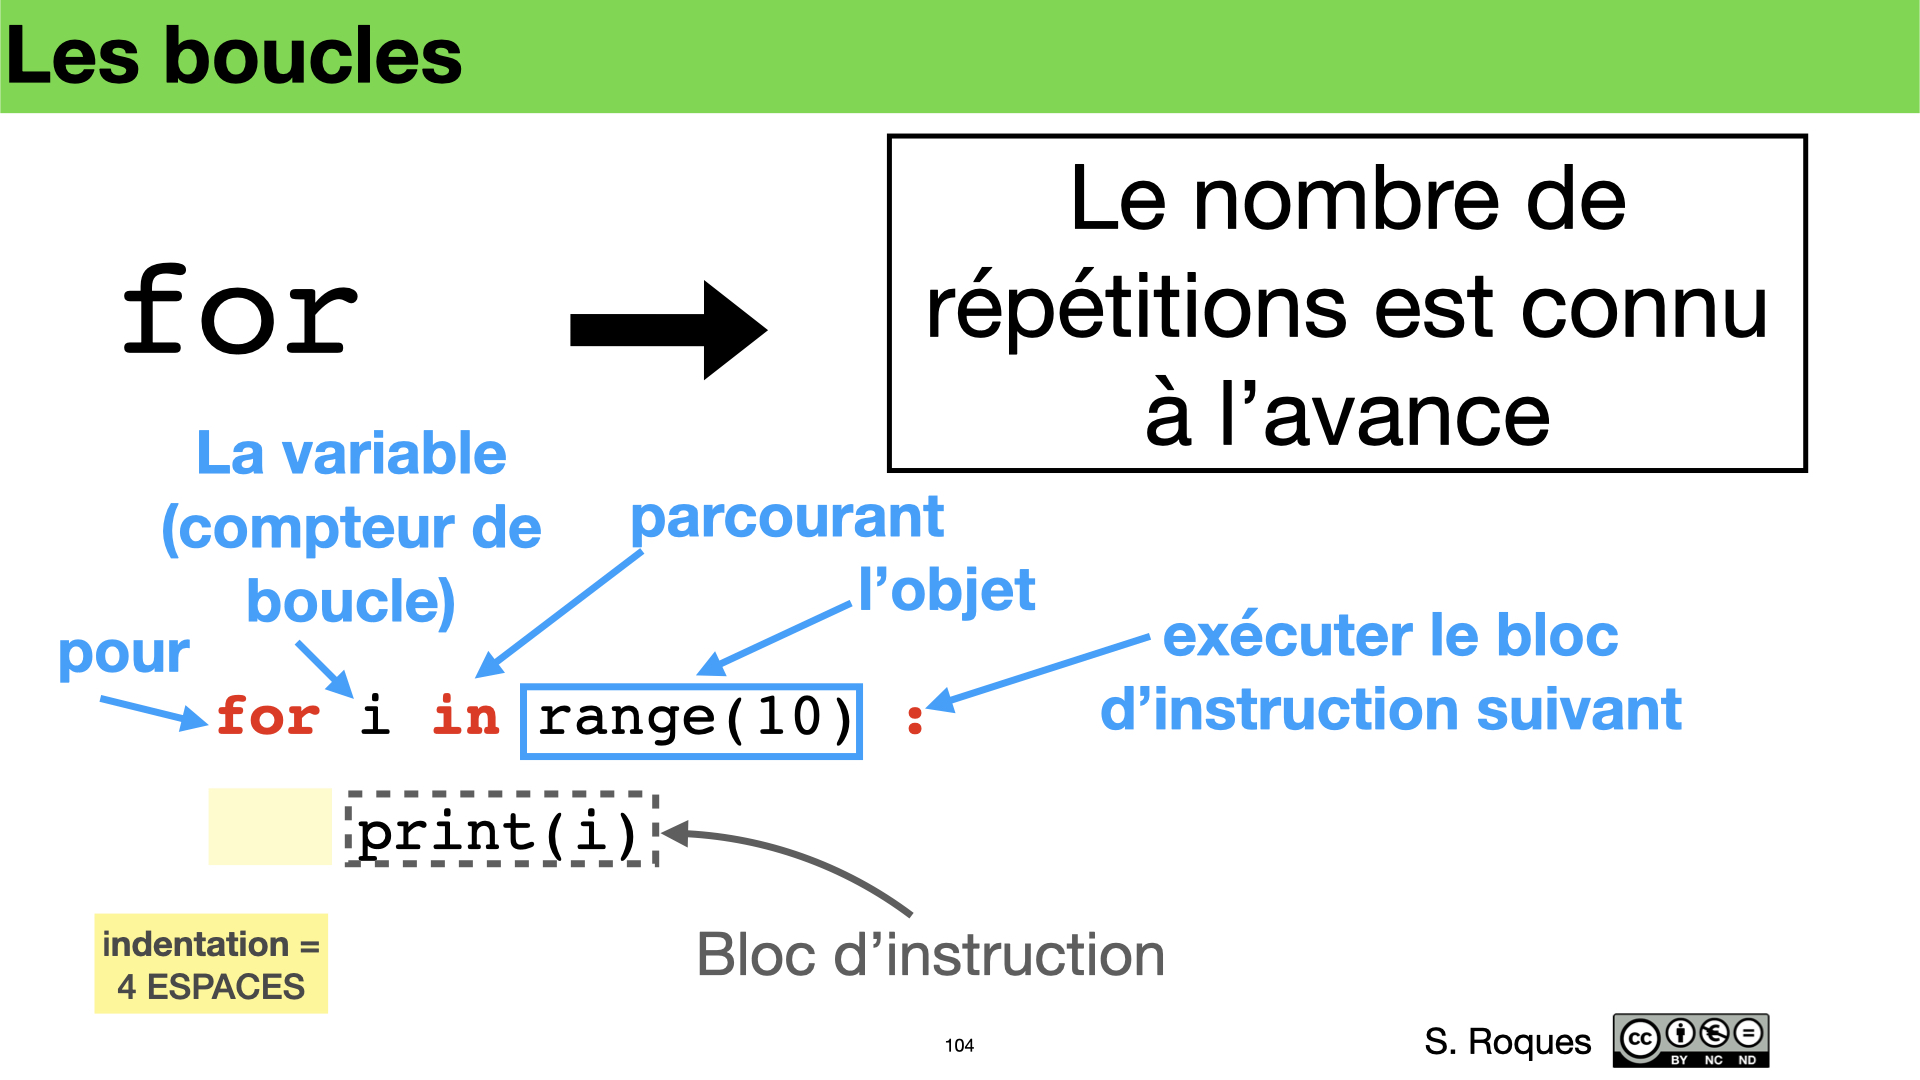 Les boucles
for
Le nombre de
répétitions est connu
à l’avance
La variable
(compteur de
boucle)
parcourant
l’objet
pour
exécuter le bloc
d’instruction suivant
for i in range(10) :
print(i)
indentation =
4 ESPACES
Bloc d’instruction
104
S. Roques
cc
BY NC ND